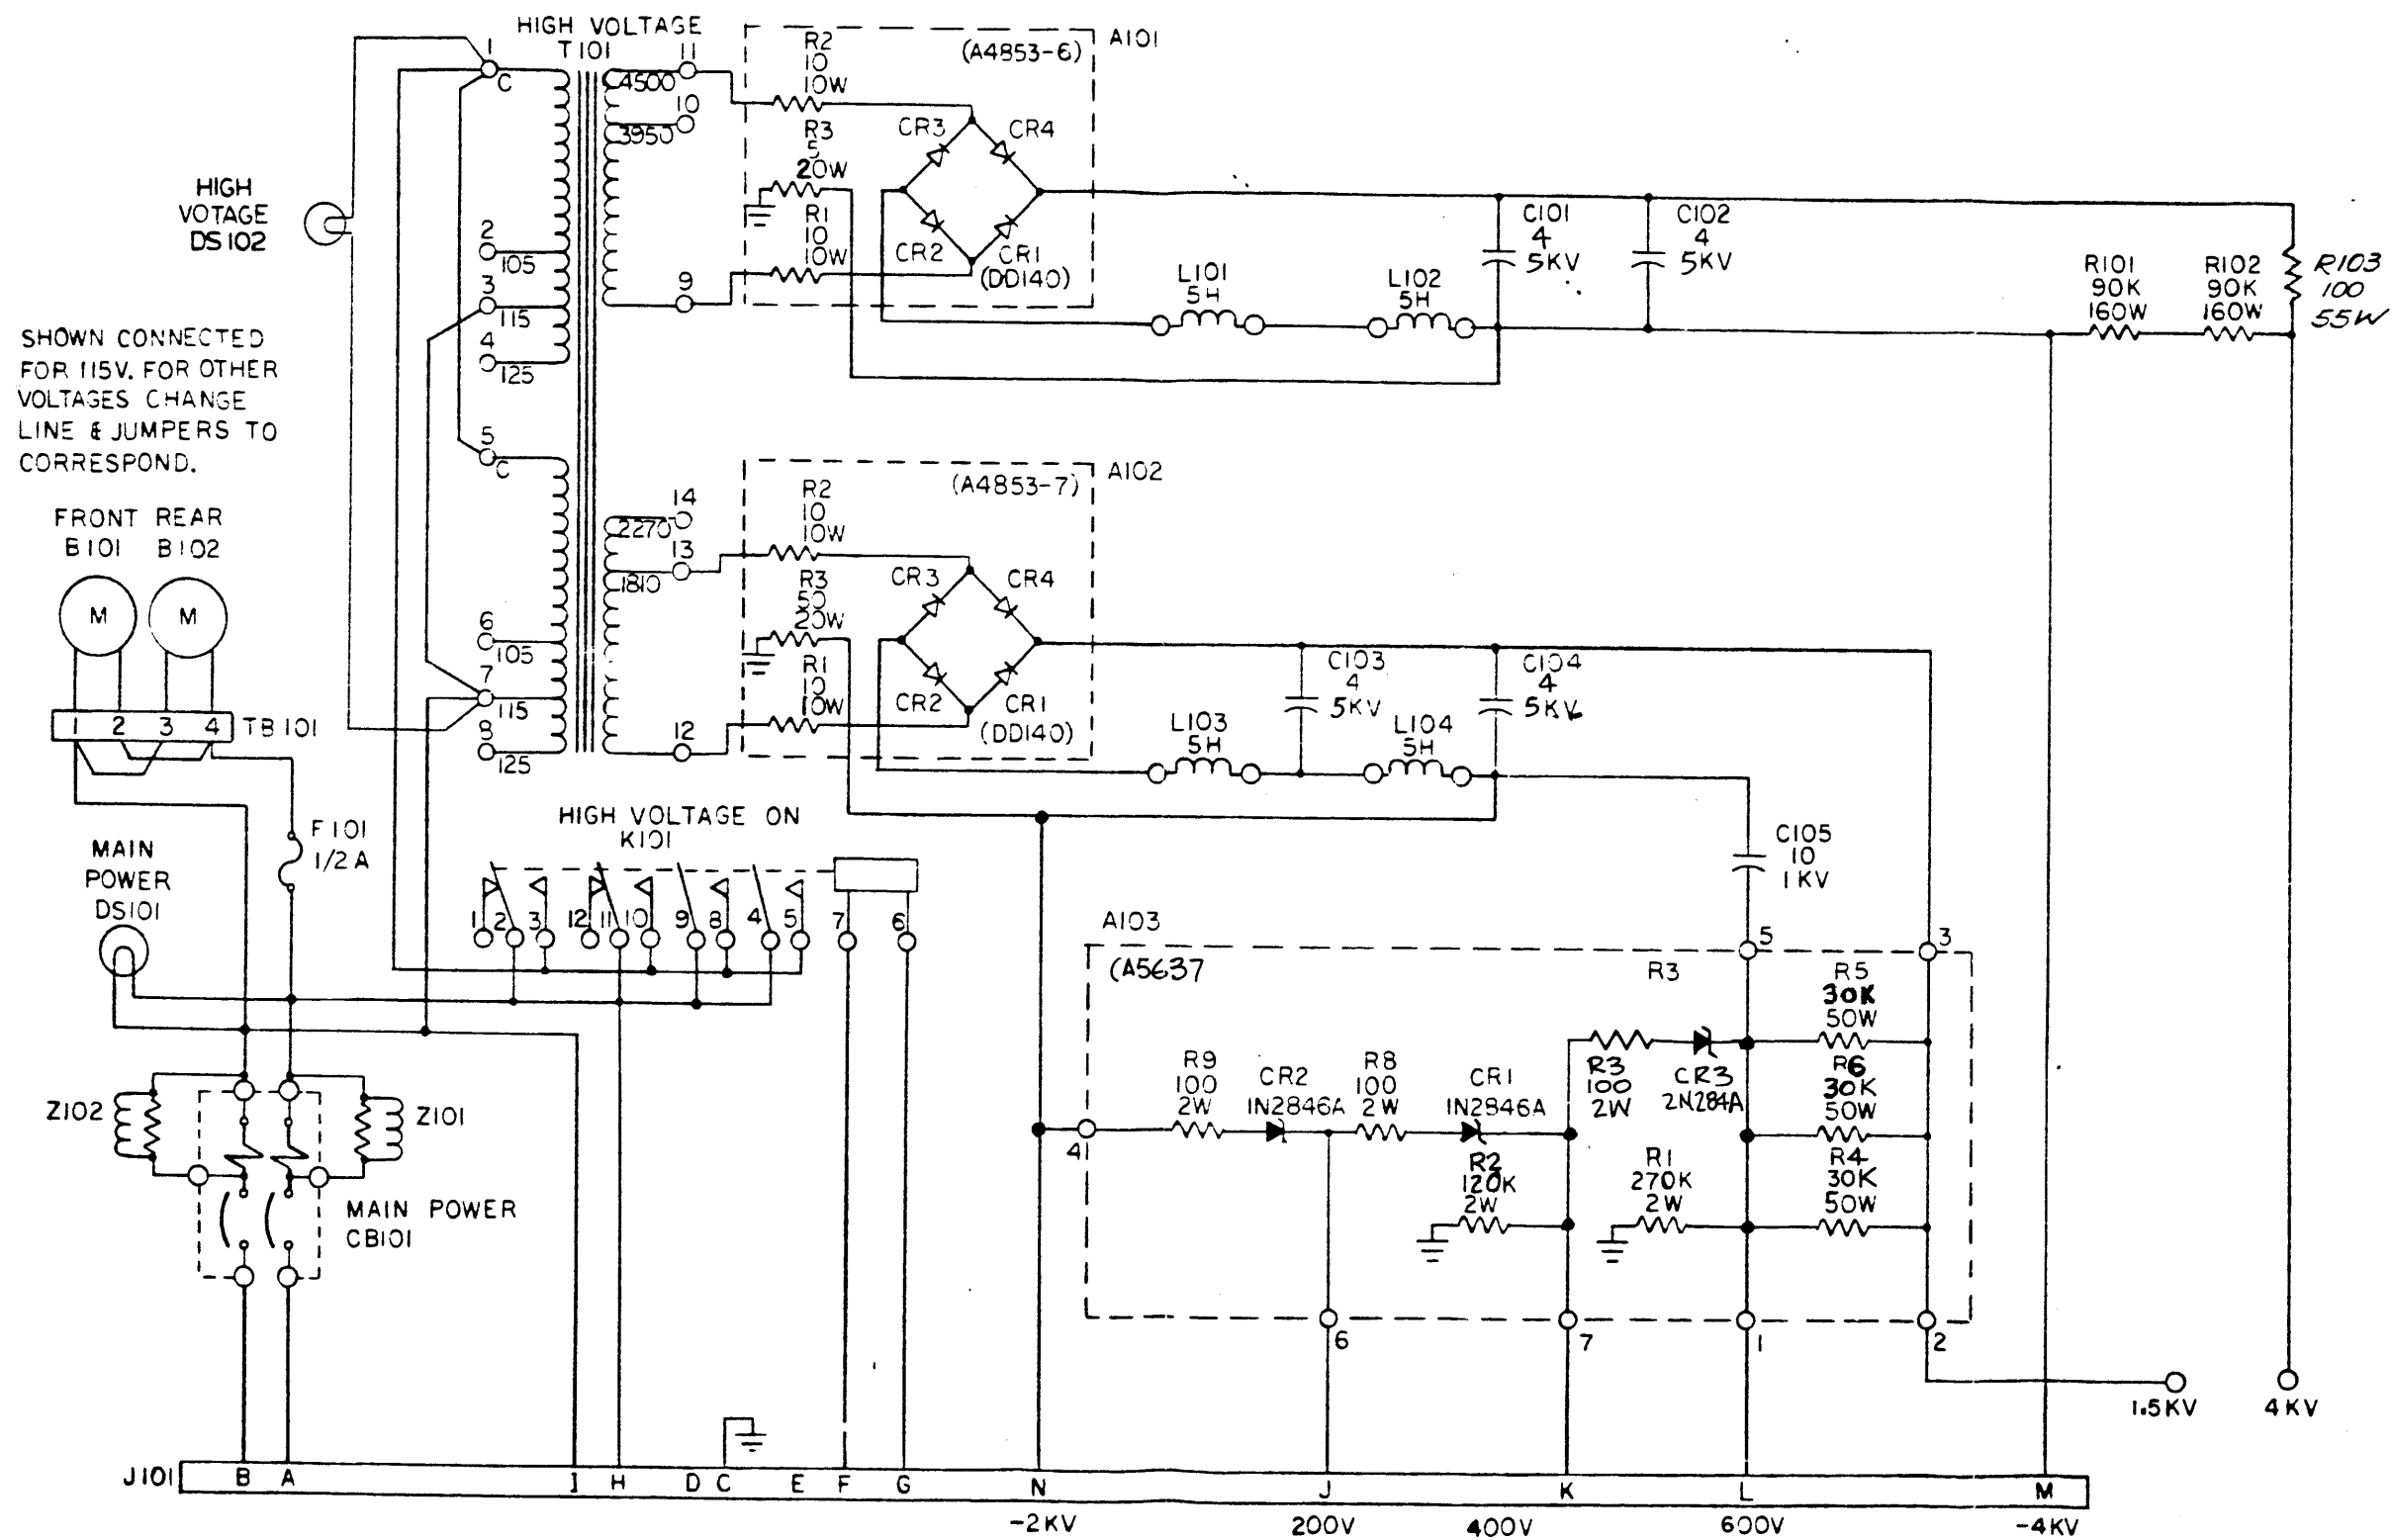 HIGH VOLTAGE
T101
1
C
2
105
3
115
4
125
5
C
6
105
7
115
8
125
11
4500
10
3950
9
14
2270
13
1810
12
HIGH
VOTAGE
DS102
SHOWN CONNECTED
FOR 115V. FOR OTHER
VOLTAGES CHANGE
LINE & JUMPERS TO
CORRESPOND.
FRONT REAR
B101 B102
M M
1 2 3 4 TB101
F101
1/2 A
MAIN
POWER
DS101
Z102
Z101
MAIN POWER
CB101
A101
(A4853-6)
R2
10
10W
R3
5
20W
R1
10
10W
CR3 CR4
CR2 CR1
(DD140)
L101
5H
L102
5H
C101
4
5KV
C102
4
5KV
R101
90K
160W
R102
90K
160W
R103
100
55W
A102
(A4853-7)
R2
10
10W
R3
50
20W
R1
10
10W
CR3 CR4
CR2 CR1
(DD140)
L103
5H
L104
5H
C103
4
5KV
C104
4
5KV
HIGH VOLTAGE ON
K101
1 2 3 12 11 10 9 8 4 5 7 6
C105
10
1KV
A103
(A5637
5
3
R3
R5
30K
50W
R6
30K
50W
R4
30K
50W
R9
100
2W
CR2
1N2846A
R8
100
2W
CR1
1N2846A
R3
100
2W
CR3
2N284A
R2
120K
2W
R1
270K
2W
4
6
7
1
2
1.5KV
4KV
J101 B A I H D C E F G N J K L M
-2KV 200V 400V 600V -4KV